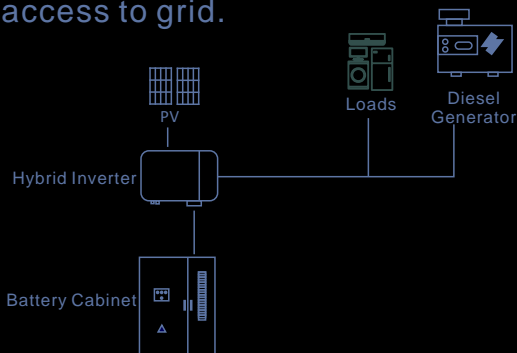 access to grid.
PV
Loads
Diesel
Generator
Hybrid Inverter
Battery Cabinet